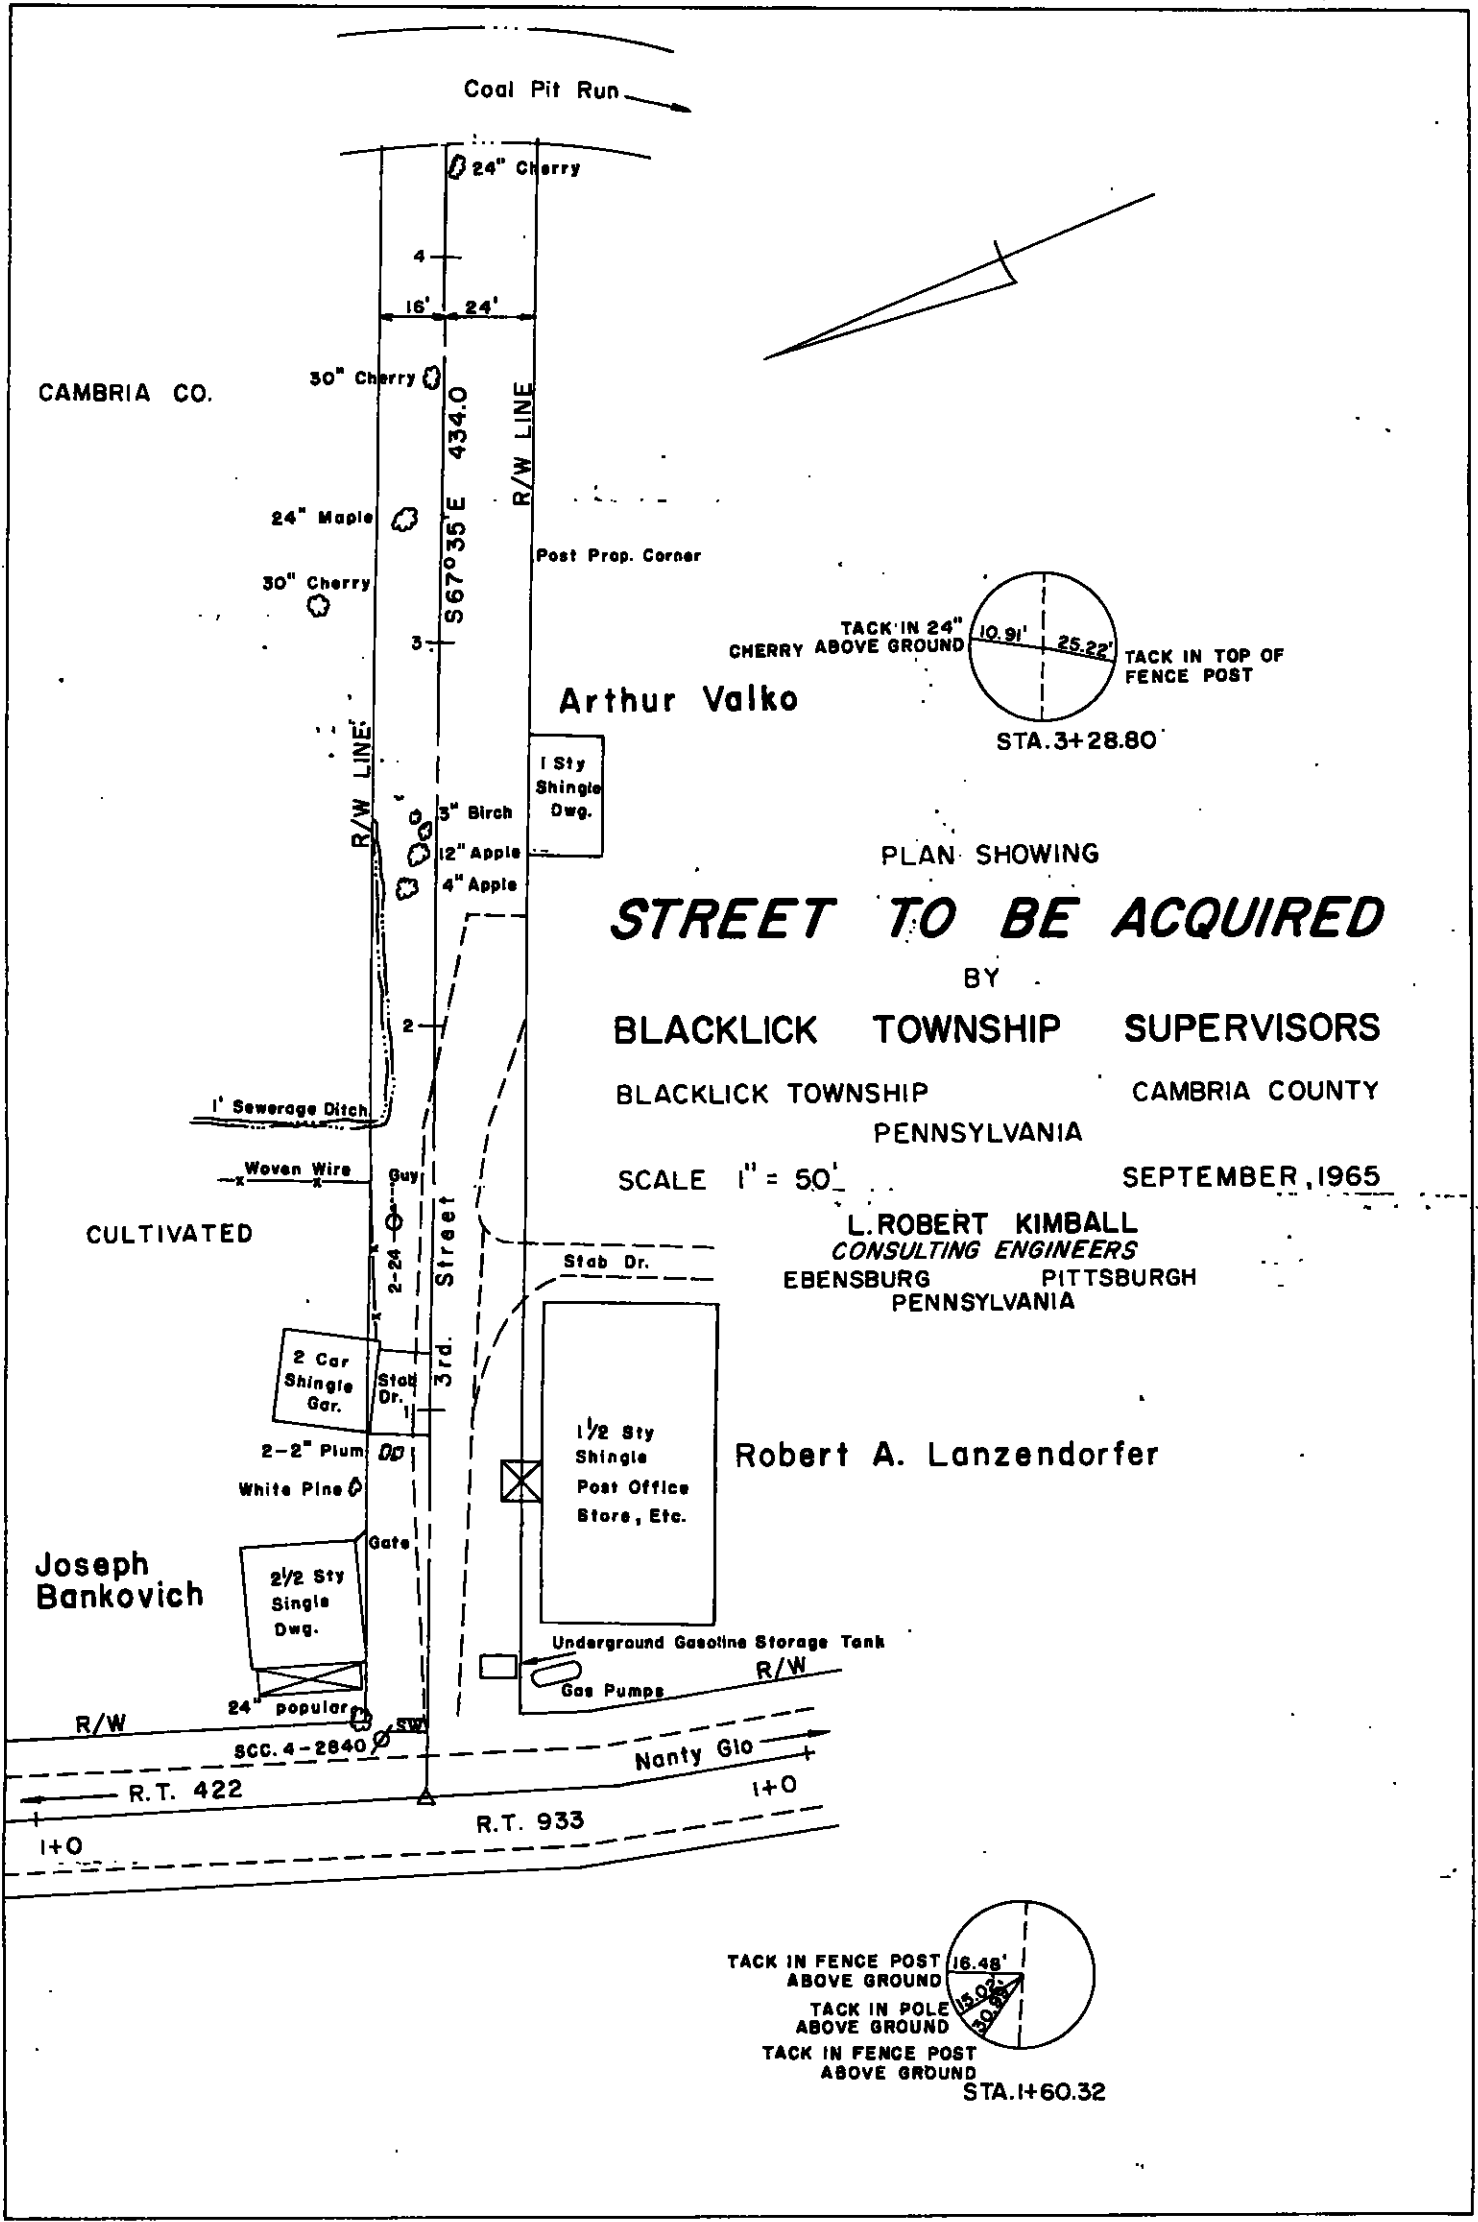 Coal Pit Run
24" Cherry
4
16' 24'
30" Cherry
CAMBRIA CO.
S67°35'E 434.0
R/W LINE
24" Maple
Post Prop. Corner
30" Cherry
3
TACK IN 24"
CHERRY ABOVE GROUND
10.91'
25.22'
TACK IN TOP OF
FENCE POST
STA.3+28.80
Arthur Valko
R/W LINE
1 Sty
Shingle
Dwg.
3" Birch
12" Apple
4" Apple
PLAN SHOWING
STREET TO BE ACQUIRED
BY
BLACKLICK TOWNSHIP SUPERVISORS
BLACKLICK TOWNSHIP CAMBRIA COUNTY
PENNSYLVANIA
SCALE 1" = 50' SEPTEMBER, 1965
L. ROBERT KIMBALL
CONSULTING ENGINEERS
EBENSBURG PITTSBURGH
PENNSYLVANIA
2
1' Sewerage Ditch
Woven Wire
Guy
CULTIVATED
2-24
3rd. Street
Stab Dr.
2 Car
Shingle
Gar.
Stab
Dr.
1
2-2" Plum
White Pine
1 1/2 Sty
Shingle
Post Office
Store, Etc.
Robert A. Lanzendorfer
Gate
Joseph
Bankovich
2 1/2 Sty
Single
Dwg.
Underground Gasoline Storage Tank
Gas Pumps
R/W
24" popular
R/W
SW
SCC. 4-2840
Nanty Glo
R.T. 422
1+0
R.T. 933
1+0
TACK IN FENCE POST
ABOVE GROUND
16.48'
TACK IN POLE
ABOVE GROUND
15.02'
TACK IN FENCE POST
ABOVE GROUND
STA.1+60.32